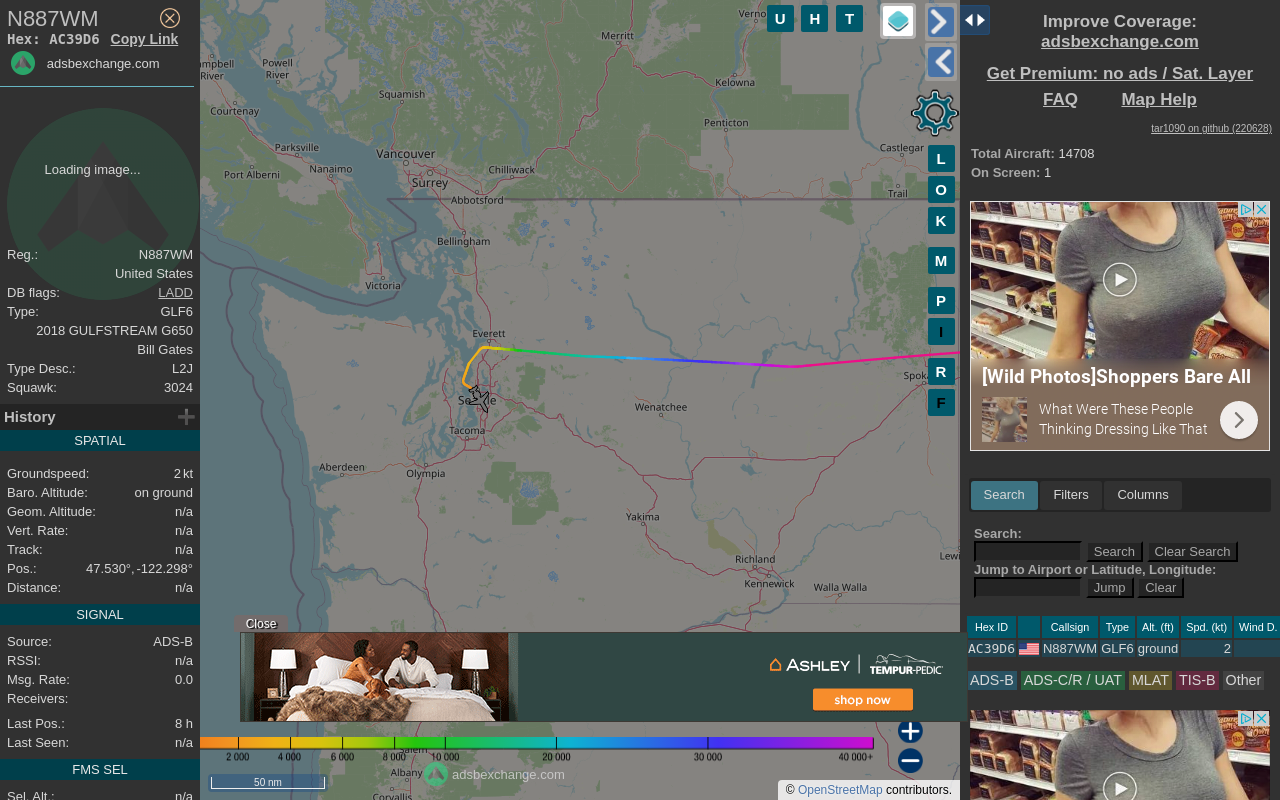 N887WM
Hex: AC39D6 Copy Link
adsbexchange.com
Loading image...
Reg.: N887WM
United States
DB flags: LADD
Type: GLF6
2018 GULFSTREAM G650
Bill Gates
Type Desc.: L2J
Squawk: 3024
History
SPATIAL
Groundspeed: 2 kt
Baro. Altitude: on ground
Geom. Altitude: n/a
Vert. Rate: n/a
Track: n/a
Pos.: 47.530°, -122.298°
Distance: n/a
SIGNAL
Source: ADS-B
RSSI: n/a
Msg. Rate: 0.0
Receivers:
Last Pos.: 8 h
Last Seen: n/a
FMS SEL
Sel. Alt.: n/a
Merritt
Powell
River
River
Squamish
Kelowna
Courtenay
Penticton
Parksville
Vancouver
Castlegar
Nanaimo
Port Alberni
Chilliwack
Surrey
Abbotsford
Trail
Bellingham
Victoria
Everett
Wenatchee
Tacoma
Aberdeen
Olympia
Yakima
Richland
Kennewick
Walla Walla
Albany
Corvallis
U H T
L
O
K
M
P
I
R
F
Close
ASHLEY TEMPUR-PEDIC
shop now
2 000 4 000 6 000 8 000 10 000 20 000 30 000 40 000+
50 nm
adsbexchange.com
© OpenStreetMap contributors.
Improve Coverage:
adsbexchange.com
Get Premium: no ads / Sat. Layer
FAQ Map Help
tar1090 on github (220628)
Total Aircraft: 14708
On Screen: 1
[Wild Photos]Shoppers Bare All
What Were These People
Thinking Dressing Like That
Search Filters Columns
Search:
Search Clear Search
Jump to Airport or Latitude, Longitude:
Jump Clear
Hex ID Callsign Type Alt. (ft) Spd. (kt) Wind D.
AC39D6 N887WM GLF6 ground 2
ADS-B ADS-C/R / UAT MLAT TIS-B Other